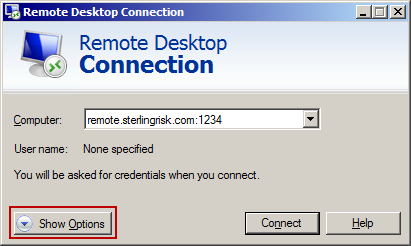 Remote Desktop Connection
Remote Desktop
Connection
Computer: remote.sterlingrisk.com:1234
User name: None specified
You will be asked for credentials when you connect.
Show Options Connect Help